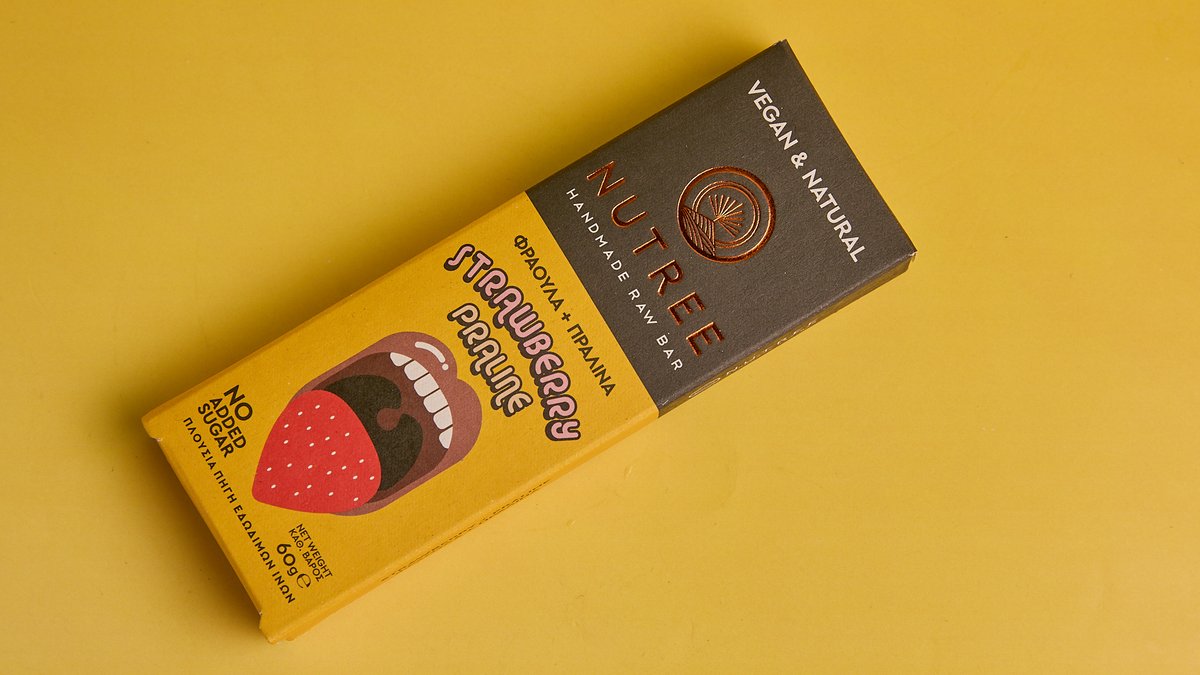 VEGAN & NATURAL
NUTREE
HANDMADE RAW BAR
ΦΡΑΟΥΛΑ + ΠΡΑΛΙΝΑ
STRAWBERRY
PRALINE
NO
ADDED
SUGAR
ΠΛΟΥΣΙΑ ΠΗΓΗ ΕΔΩΔΙΜΩΝ ΙΝΩΝ
NET WEIGHT
ΚΑΘ. ΒΑΡΟΣ
60g℮